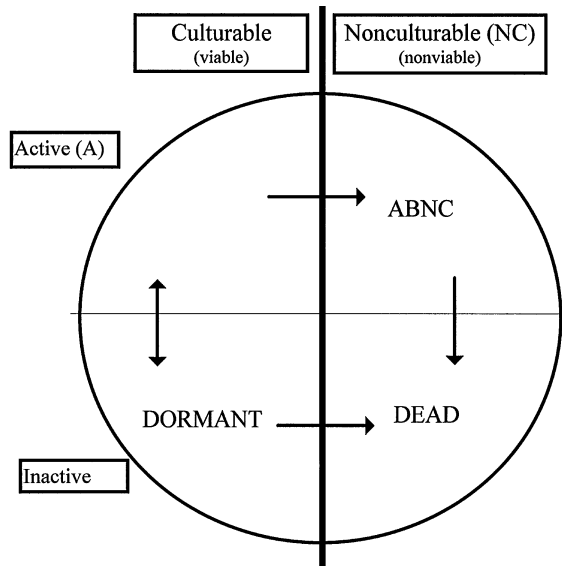 Culturable
(viable)
Nonculturable (NC)
(nonviable)
Active (A)
ABNC
DORMANT
DEAD
Inactive